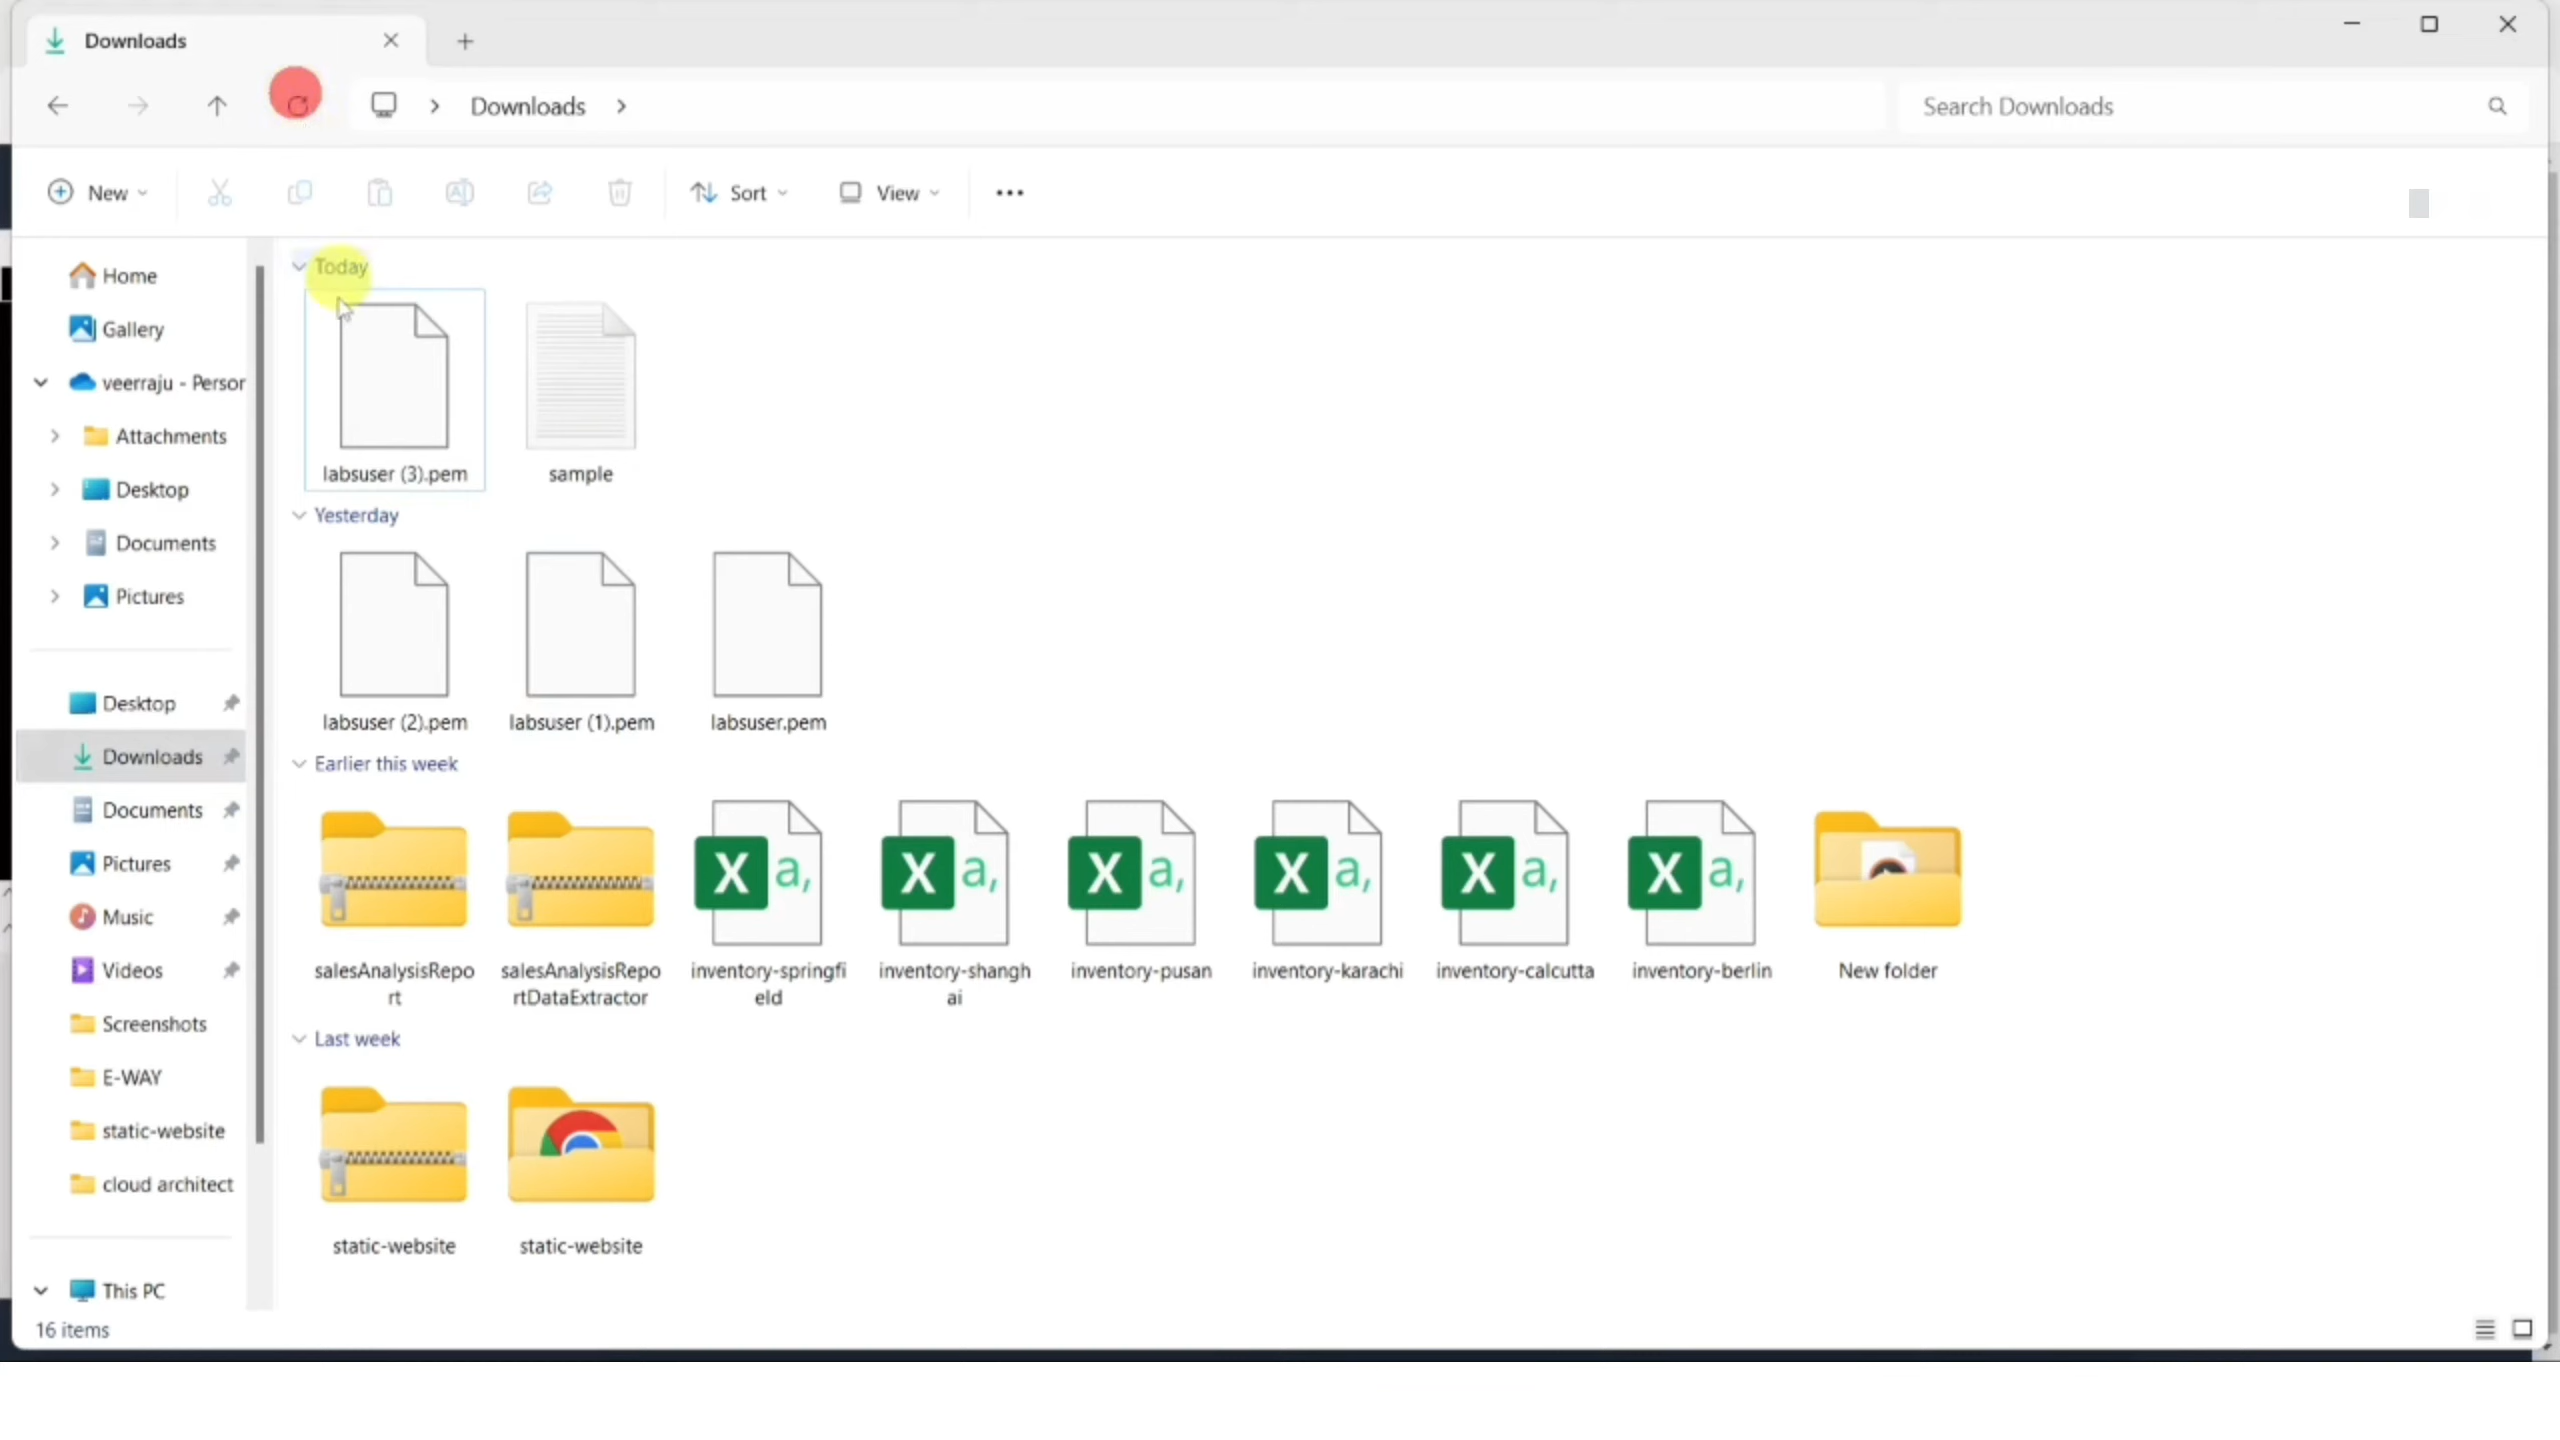 Downloads
Downloads
Search Downloads
New
Sort
View
Home
Gallery
veerraju - Persor
Attachments
Desktop
Documents
Pictures
Desktop
Downloads
Documents
Pictures
Music
Videos
Screenshots
E-WAY
static-website
cloud architect
This PC
16 items
Today
labsuser (3).pem
sample
Yesterday
labsuser (2).pem
labsuser (1).pem
labsuser.pem
Earlier this week
salesAnalysisRepo
rt
salesAnalysisRepo
rtDataExtractor
inventory-springfi
eld
inventory-shangh
ai
inventory-pusan
inventory-karachi
inventory-calcutta
inventory-berlin
New folder
Last week
static-website
static-website